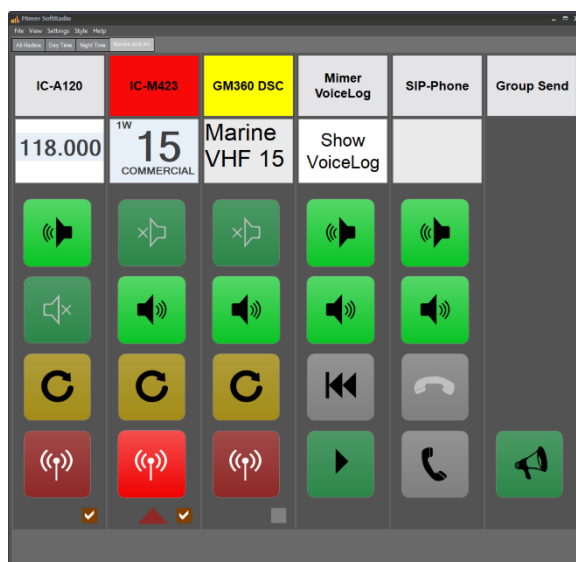 Mimer SoftRadio
File View Settings Style Help
All Radios Day Time Night Time Marine and Air
IC-A120
IC-M423
GM360 DSC
Mimer
VoiceLog
SIP-Phone
Group Send
118.000
1W
15
COMMERCIAL
Marine
VHF 15
Show
VoiceLog